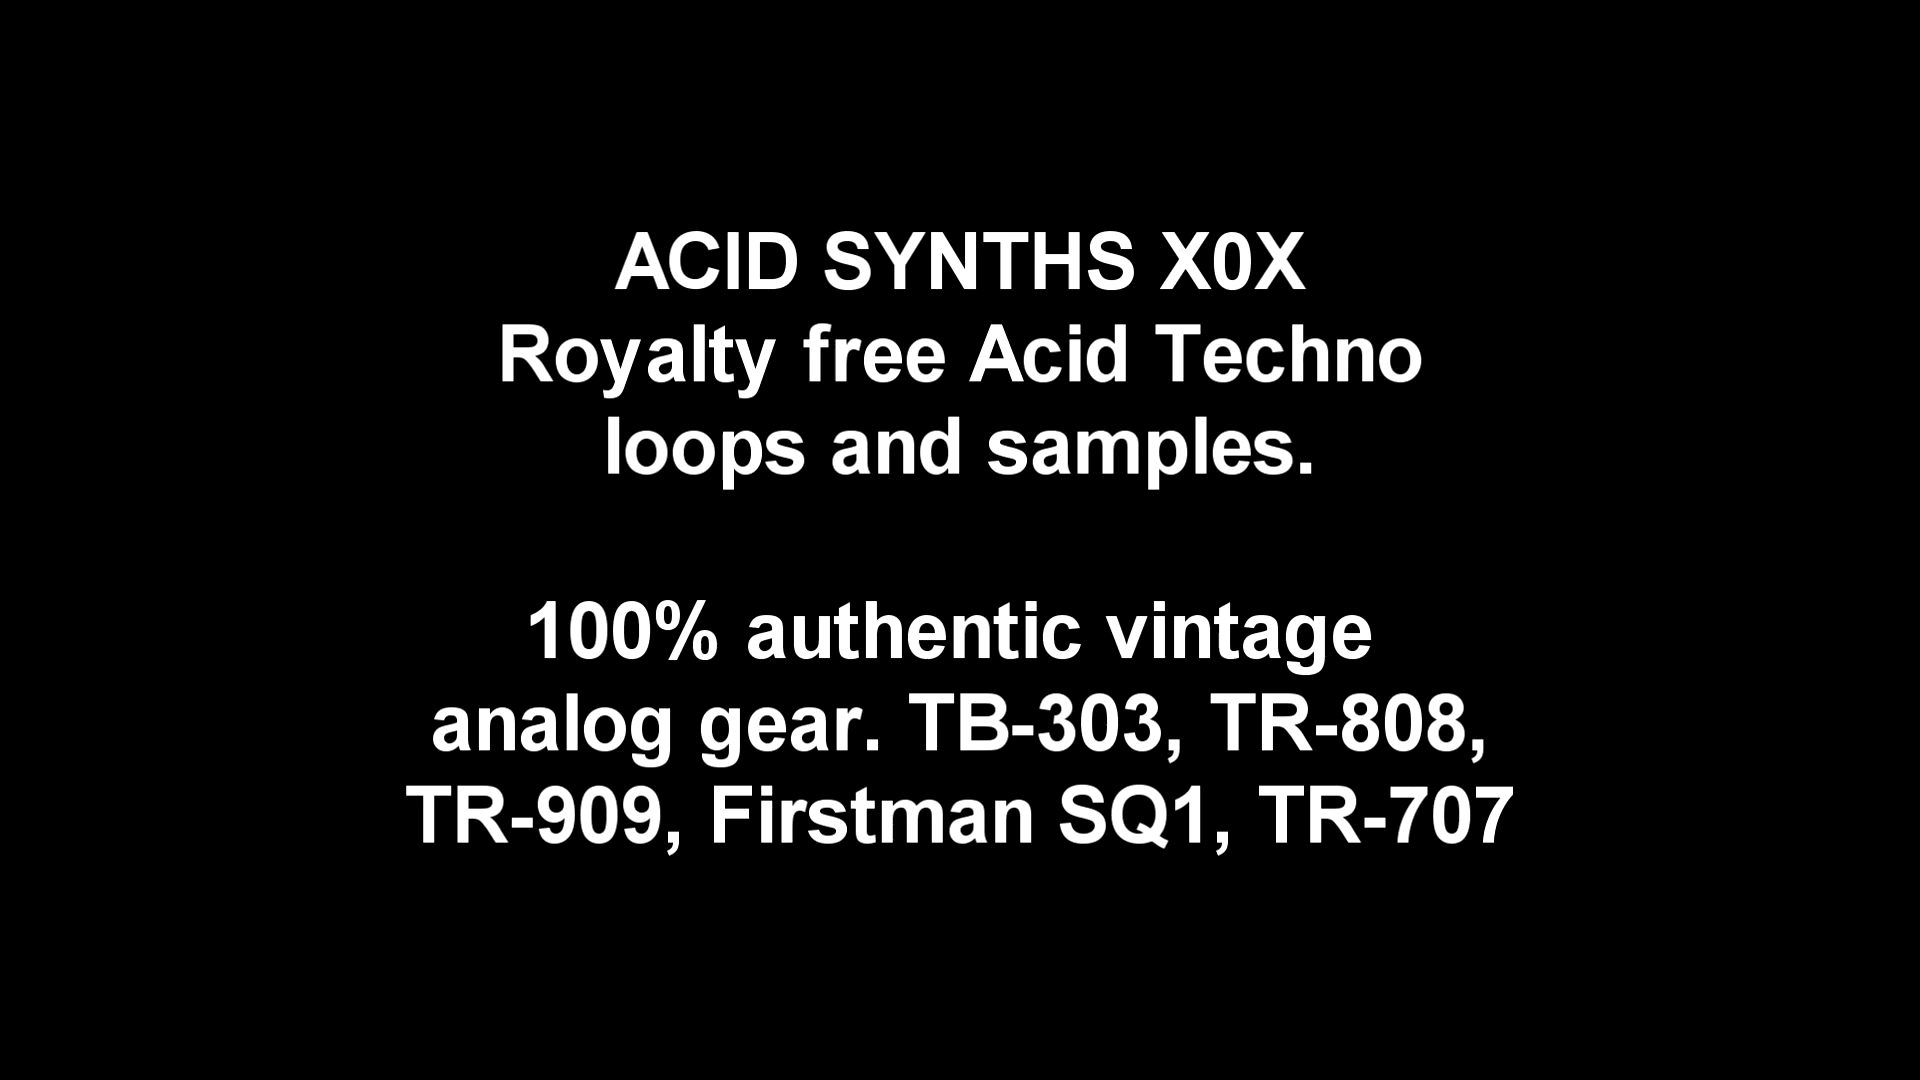 ACID SYNTHS X0X
Royalty free Acid Techno
loops and samples.
100% authentic vintage
analog gear. TB-303, TR-808,
TR-909, Firstman SQ1, TR-707